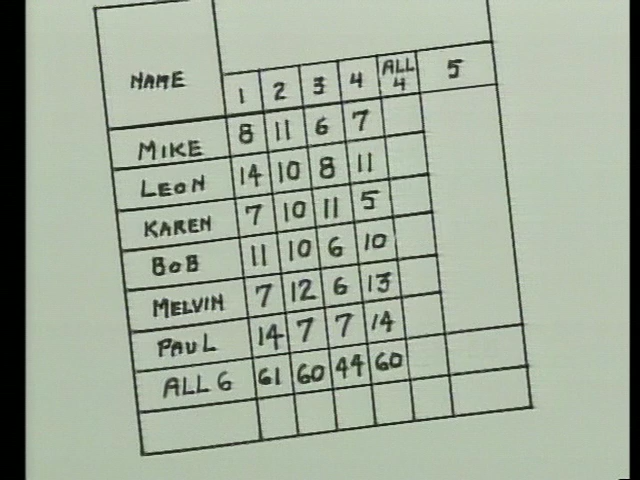 NAME 1 2 3 4 ALL 4 5
MIKE 8 11 6 7
LEON 14 10 8 11
KAREN 7 10 11 5
BOB 11 10 6 10
MELVIN 7 12 6 13
PAUL 14 7 7 14
ALL 6 61 60 44 60